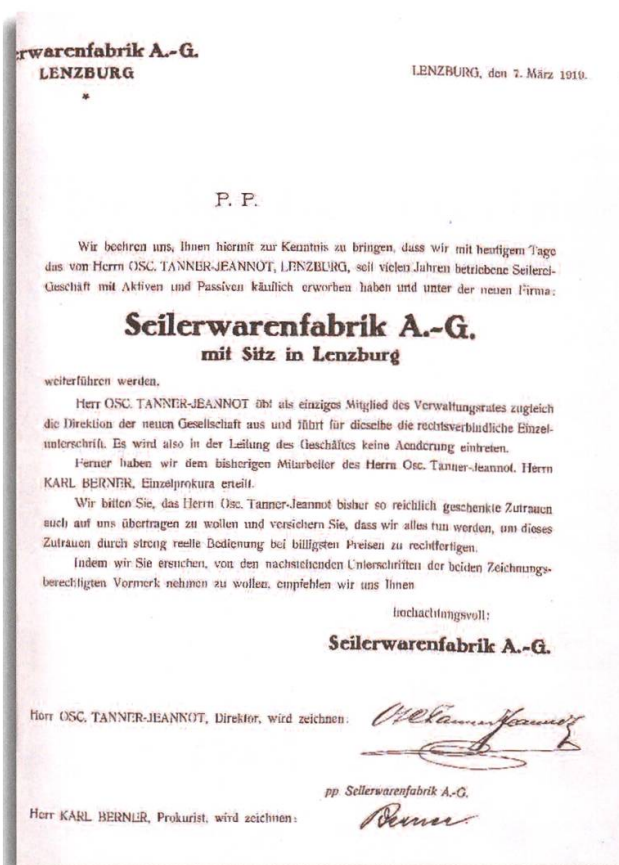 erwarenfabrik A.-G.
LENZBURG
LENZBURG, den 7. März 1919.
P. P.
Wir beehren uns, Ihnen hiermit zur Kenntnis zu bringen, dass wir mit heutigem Tage
das von Herrn OSC. TANNER-JEANNOT, LENZBURG, seit vielen Jahren betriebene Seilerei-
Geschäft mit Aktiven und Passiven käuflich erworben haben und unter der neuen Firma:
Seilerwarenfabrik A.-G.
mit Sitz in Lenzburg
weiterführen werden.
Herr OSC. TANNER-JEANNOT übt als einziges Mitglied des Verwaltungsrates zugleich
die Direktion der neuen Gesellschaft aus und führt für dieselbe die rechtsverbindliche Einzel-
unterschrift. Es wird also in der Leitung des Geschäftes keine Aenderung eintreten.
Ferner haben wir dem bisherigen Mitarbeiter des Herrn Osc. Tanner-Jeannot, Herrn
KARL BERNER, Einzelprokura erteilt.
Wir bitten Sie, das Herrn Osc. Tanner-Jeannot bisher so reichlich geschenkte Zutrauen
auch auf uns übertragen zu wollen und versichern Sie, dass wir alles tun werden, um dieses
Zutrauen durch streng reelle Bedienung bei billigsten Preisen zu rechtfertigen.
Indem wir Sie ersuchen, von den nachstehenden Unterschriften der beiden Zeichnungs-
berechtigten Vormerk nehmen zu wollen, empfehlen wir uns Ihnen
hochachtungsvoll:
Seilerwarenfabrik A.-G.
Herr OSC. TANNER-JEANNOT, Direktor, wird zeichnen:
Osc Tanner Jeannot
pp Seilerwarenfabrik A.-G.
Herr KARL BERNER, Prokurist, wird zeichnen:
Berner